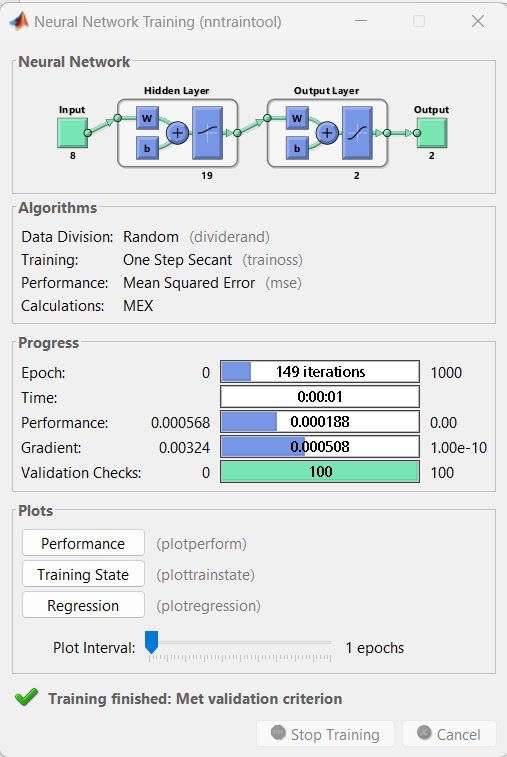 Neural Network Training (nntraintool)
Neural Network
Hidden Layer
Output Layer
Input
Output
W
W
b
b
8
19
2
2
Algorithms
Data Division: Random (dividerand)
Training: One Step Secant (trainoss)
Performance: Mean Squared Error (mse)
Calculations: MEX
Progress
Epoch: 0 149 iterations 1000
Time: 0:00:01
Performance: 0.000568 0.000188 0.00
Gradient: 0.00324 0.000508 1.00e-10
Validation Checks: 0 100 100
Plots
Performance (plotperform)
Training State (plottrainstate)
Regression (plotregression)
Plot Interval: 1 epochs
Training finished: Met validation criterion
Stop Training Cancel